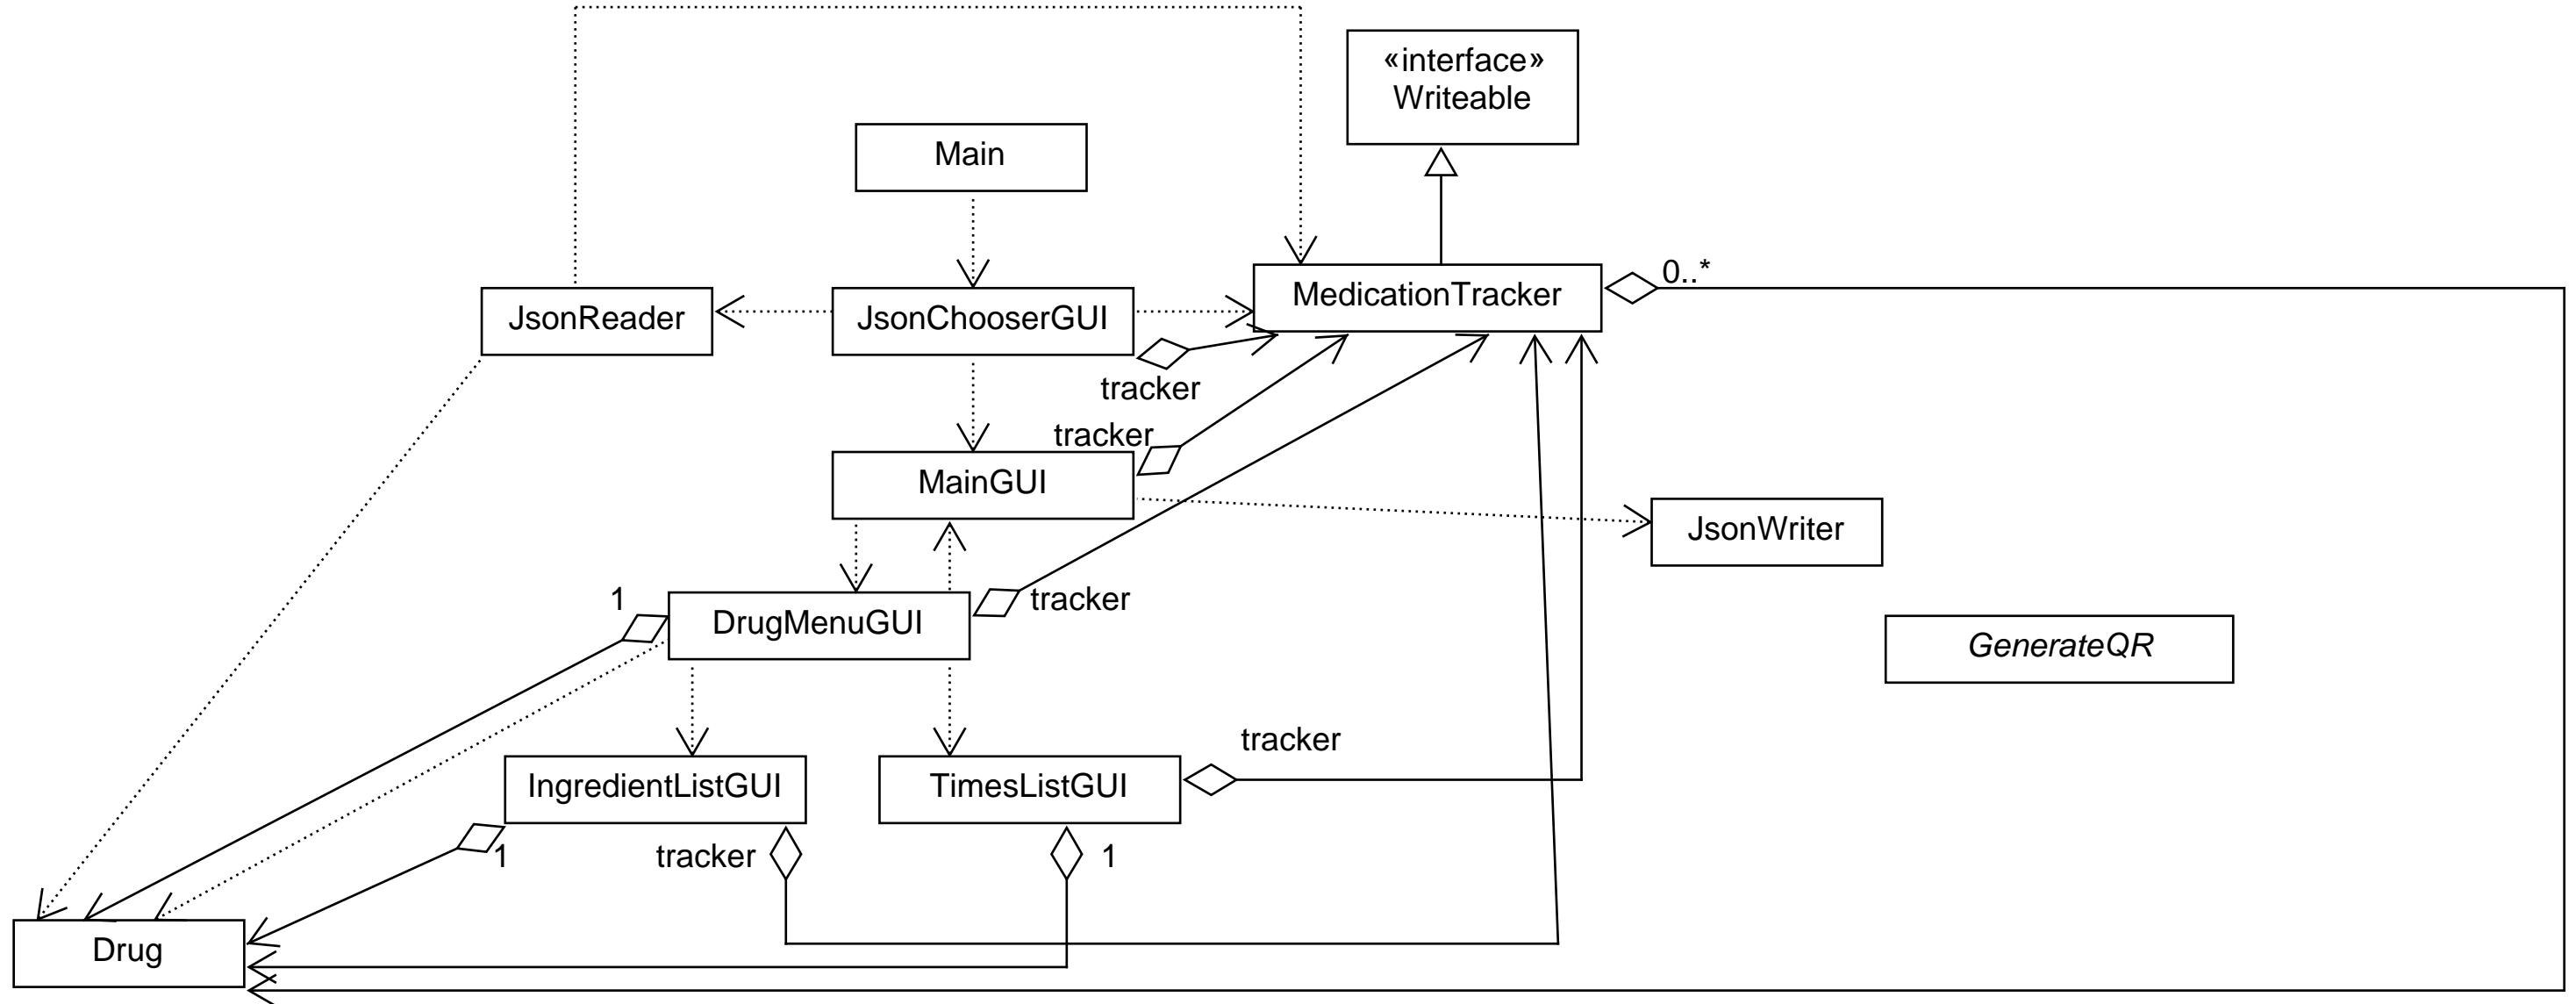 «interface»
Writeable
Main
0..*
MedicationTracker
JsonReader
JsonChooserGUI
tracker
tracker
MainGUI
JsonWriter
1
tracker
DrugMenuGUI
GenerateQR
tracker
IngredientListGUI
TimesListGUI
1
tracker
1
Drug